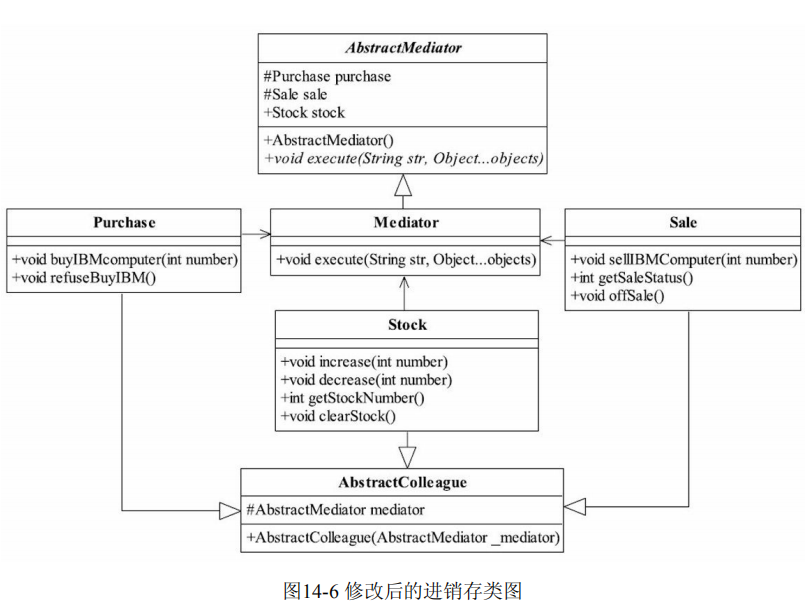 AbstractMediator
#Purchase purchase
#Sale sale
+Stock stock
+AbstractMediator()
+void execute(String str, Object...objects)
Purchase
+void buyIBMcomputer(int number)
+void refuseBuyIBM()
Mediator
+void execute(String str, Object...objects)
Sale
+void sellIBMComputer(int number)
+int getSaleStatus()
+void offSale()
Stock
+void increase(int number)
+void decrease(int number)
+int getStockNumber()
+void clearStock()
AbstractColleague
#AbstractMediator mediator
+AbstractColleague(AbstractMediator _mediator)
图14-6 修改后的进销存类图